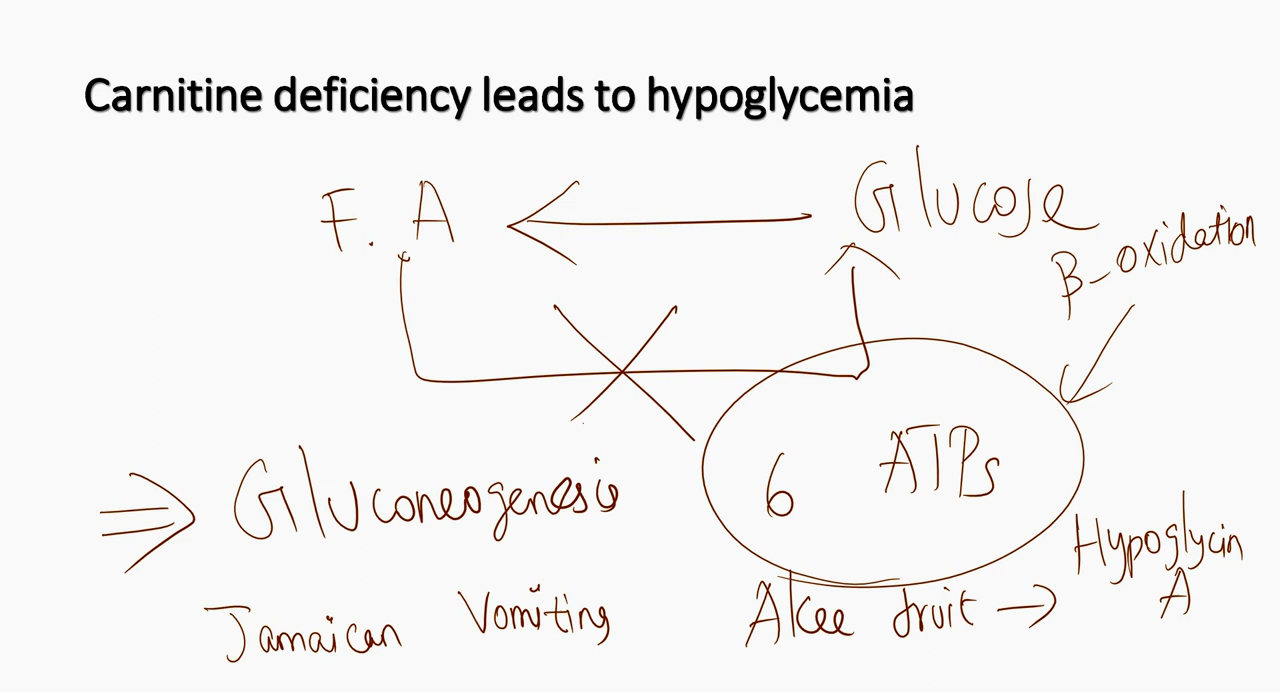 Carnitine deficiency leads to hypoglycemia
F. A ← Glucose
β-oxidation
6 ATPs
⇒ Gluconeogenesis
Hypoglycin A
Jamaican Vomiting Akee fruit →